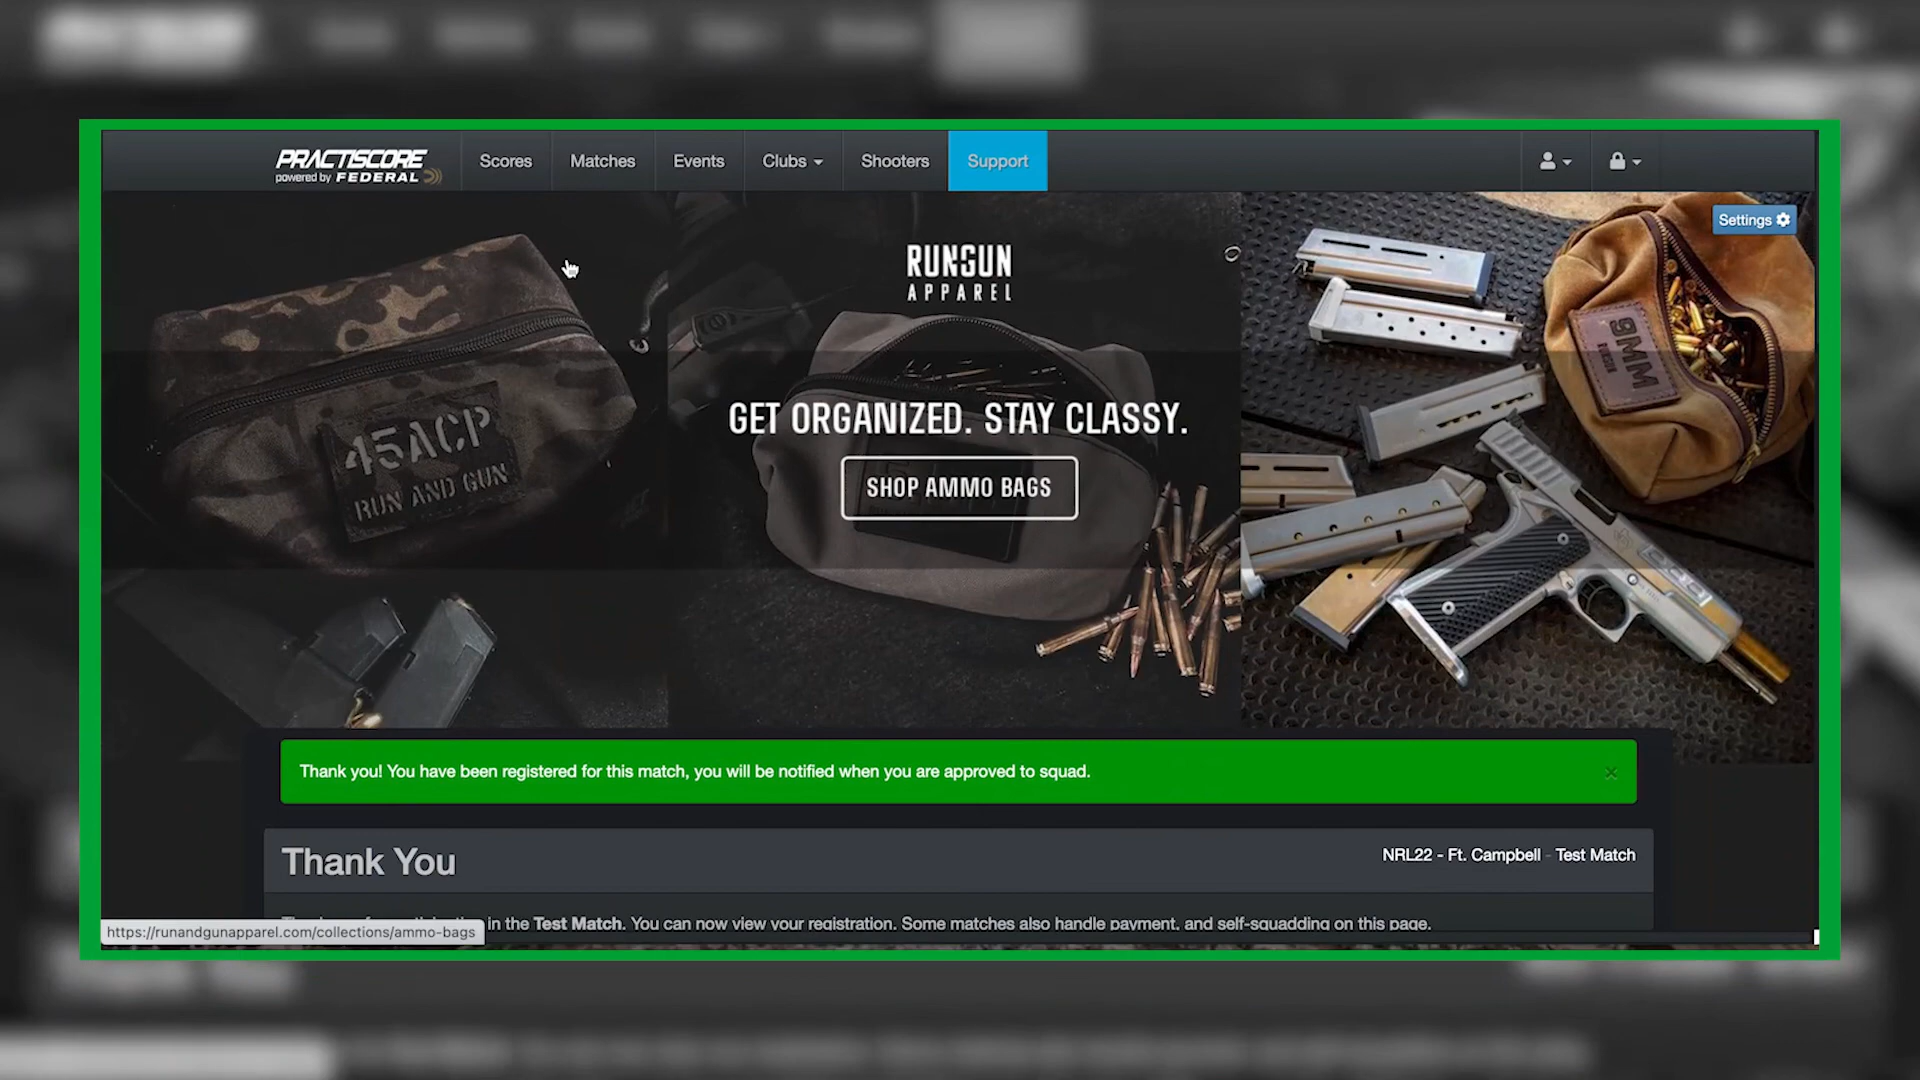 PRACTISCORE
powered by FEDERAL
Scores
Matches
Events
Clubs
Shooters
Support
Settings
RUNGUN
APPAREL
45ACP
RUN AND GUN
9MM
GET ORGANIZED. STAY CLASSY.
SHOP AMMO BAGS
Thank you! You have been registered for this match, you will be notified when you are approved to squad.
×
Thank You
NRL22 - Ft. Campbell - Test Match
in the Test Match. You can now view your registration. Some matches also handle payment, and self-squadding on this page.
https://runandgunapparel.com/collections/ammo-bags